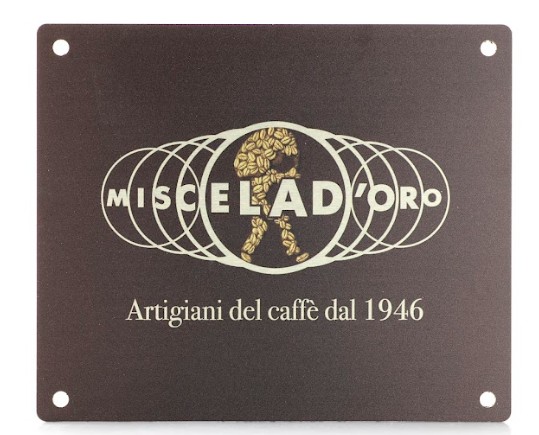 MISCELAD'ORO
Artigiani del caffè dal 1946